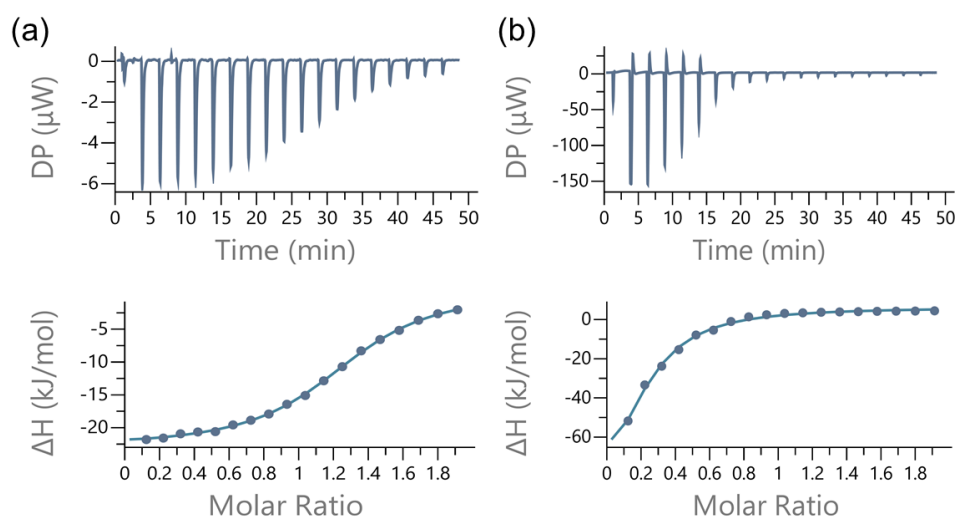 (a)
DP (µW)
0
-2
-4
-6
0 5 10 15 20 25 30 35 40 45 50
Time (min)
ΔH (kJ/mol)
-5
-10
-15
-20
0 0.2 0.4 0.6 0.8 1 1.2 1.4 1.6 1.8
Molar Ratio
(b)
DP (µW)
0
-50
-100
-150
0 5 10 15 20 25 30 35 40 45 50
Time (min)
ΔH (kJ/mol)
0
-20
-40
-60
0 0.2 0.4 0.6 0.8 1 1.2 1.4 1.6 1.8
Molar Ratio